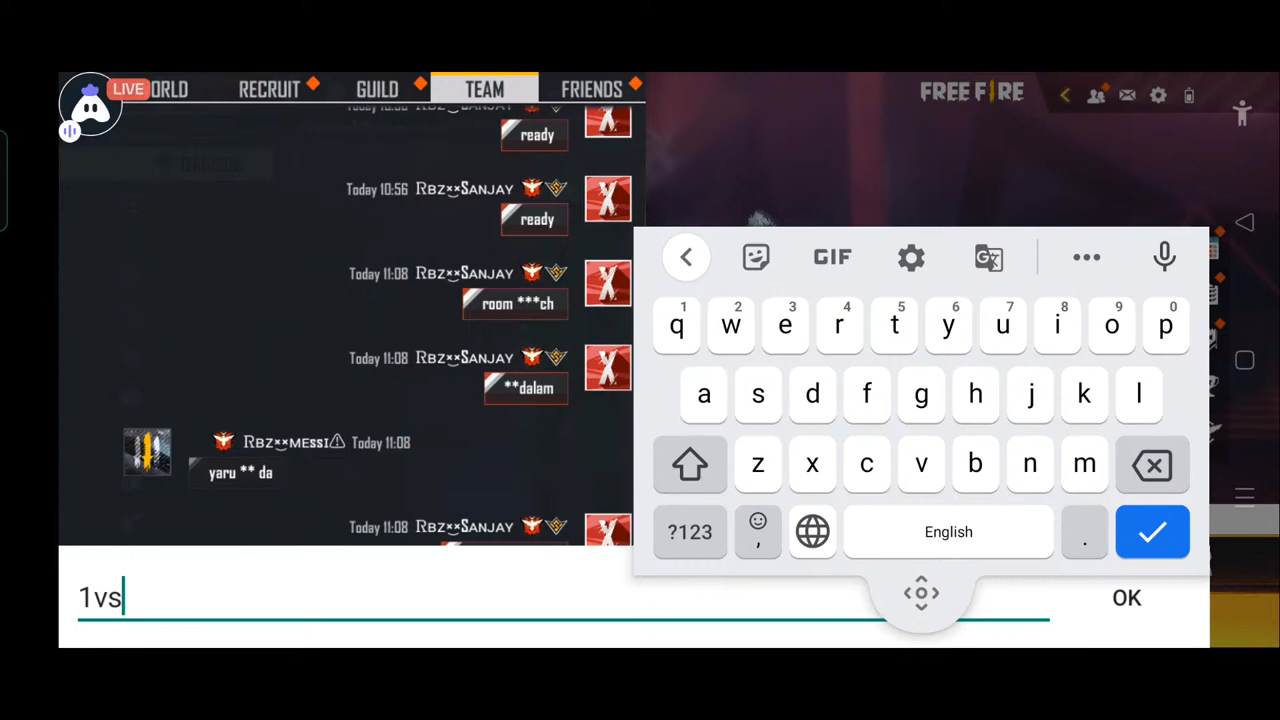 LIVE
ORLD RECRUIT GUILD TEAM FRIENDS
FREE FIRE
ready
Today 10:56 RBZ××SANJAY
ready
Today 11:08 RBZ××SANJAY
room ***ch
Today 11:08 RBZ××SANJAY
**dalam
RBZ××MESSI⚠ Today 11:08
yaru ** da
Today 11:08 RBZ××SANJAY
GIF
1 2 3 4 5 6 7 8 9 0
q w e r t y u i o p
a s d f g h j k l
z x c v b n m
?123 , English .
1vs
OK